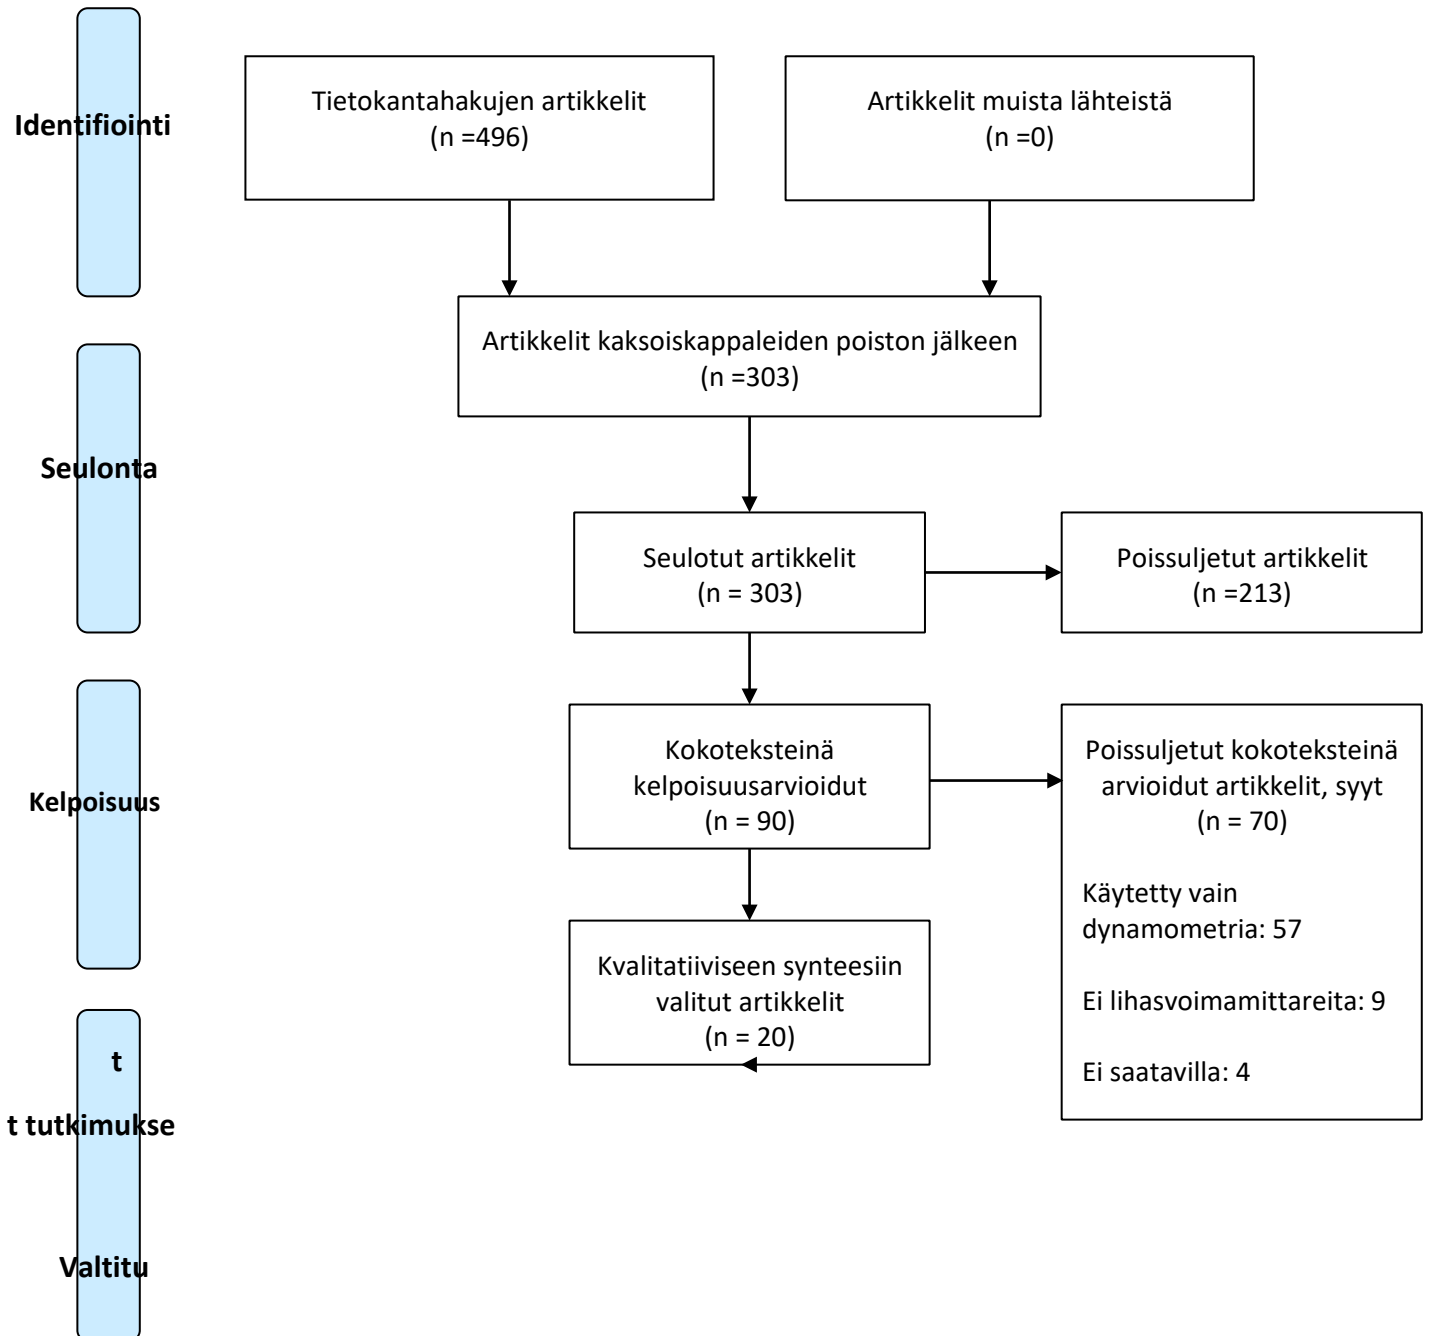 Identifiointi
Tietokantahakujen artikkelit
(n =496)
Artikkelit muista lähteistä
(n =0)
Artikkelit kaksoiskappaleiden poiston jälkeen
(n =303)
Seulonta
Seulotut artikkelit
(n = 303)
Poissuljetut artikkelit
(n =213)
Kelpoisuus
Kokoteksteinä
kelpoisuusarvioidut
(n = 90)
Poissuljetut kokoteksteinä
arvioidut artikkelit, syyt
(n = 70)
Käytetty vain
dynamometria: 57
Ei lihasvoimamittareita: 9
Ei saatavilla: 4
Kvalitatiiviseen synteesiin
valitut artikkelit
(n = 20)
t
t tutkimukse
Valtitu